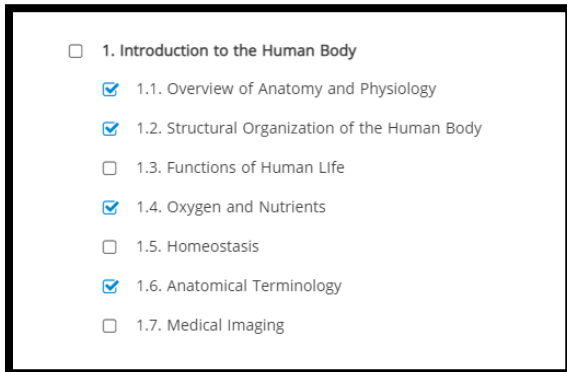 1. Introduction to the Human Body
1.1. Overview of Anatomy and Physiology
1.2. Structural Organization of the Human Body
1.3. Functions of Human LIfe
1.4. Oxygen and Nutrients
1.5. Homeostasis
1.6. Anatomical Terminology
1.7. Medical Imaging